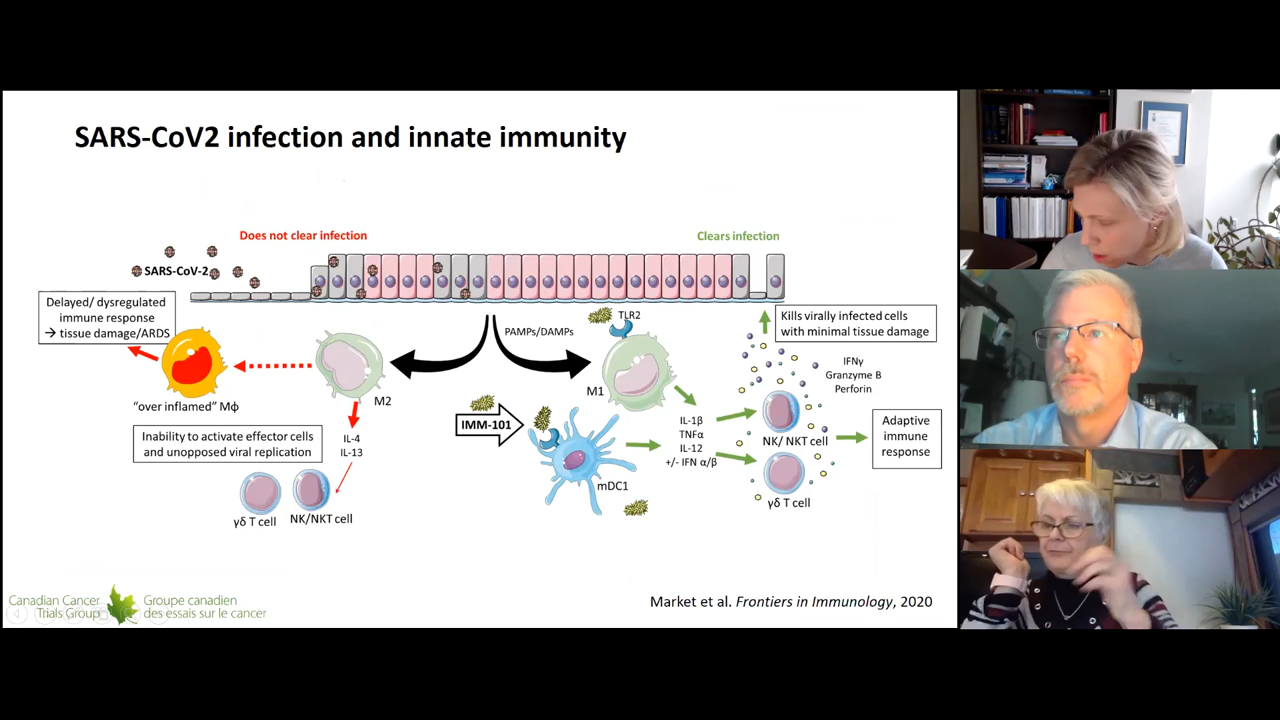 SARS-CoV2 infection and innate immunity
Does not clear infection
Clears infection
SARS-CoV-2
Delayed/ dysregulated
immune response
→ tissue damage/ARDS
PAMPs/DAMPs
TLR2
Kills virally infected cells
with minimal tissue damage
"over inflamed" Mϕ
M2
M1
IFNγ
Granzyme B
Perforin
Inability to activate effector cells
and unopposed viral replication
IL-4
IL-13
IMM-101
IL-1β
TNFα
IL-12
+/- IFN α/β
NK/ NKT cell
Adaptive
immune
response
mDC1
γδ T cell
γδ T cell
NK/NKT cell
Canadian Cancer
Trials Group
Groupe canadien
des essais sur le cancer
Market et al. Frontiers in Immunology, 2020